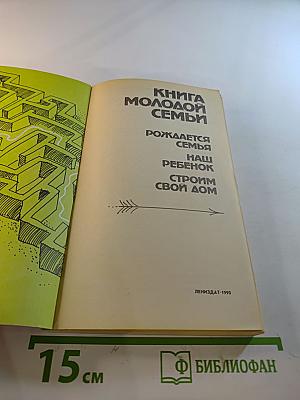 КНИГА
МОЛОДОЙ
СЕМЬИ
РОЖДАЕТСЯ
СЕМЬЯ
НАШ
РЕБЕНОК
СТРОИМ
СВОЙ ДОМ
ЛЕНИЗДАТ·1990
15 см
БИБЛИОФАН